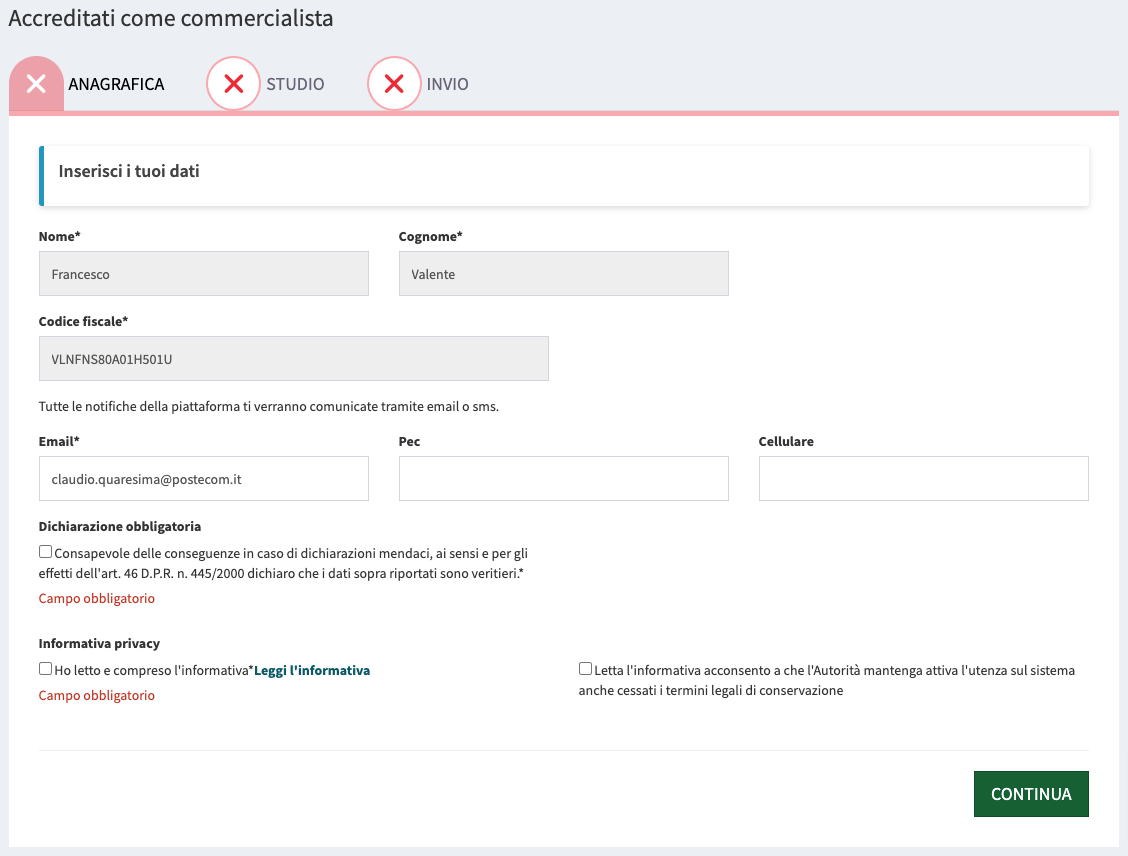 Accreditati come commercialista
ANAGRAFICA STUDIO INVIO
Inserisci i tuoi dati
Nome* Cognome*
Francesco Valente
Codice fiscale*
VLNFNS80A01H501U
Tutte le notifiche della piattaforma ti verranno comunicate tramite email o sms.
Email* Pec Cellulare
claudio.quaresima@postecom.it
Dichiarazione obbligatoria
Consapevole delle conseguenze in caso di dichiarazioni mendaci, ai sensi e per gli
effetti dell'art. 46 D.P.R. n. 445/2000 dichiaro che i dati sopra riportati sono veritieri.*
Campo obbligatorio
Informativa privacy
Ho letto e compreso l'informativa*Leggi l'informativa
Campo obbligatorio
Letta l'informativa acconsento a che l'Autorità mantenga attiva l'utenza sul sistema
anche cessati i termini legali di conservazione
CONTINUA